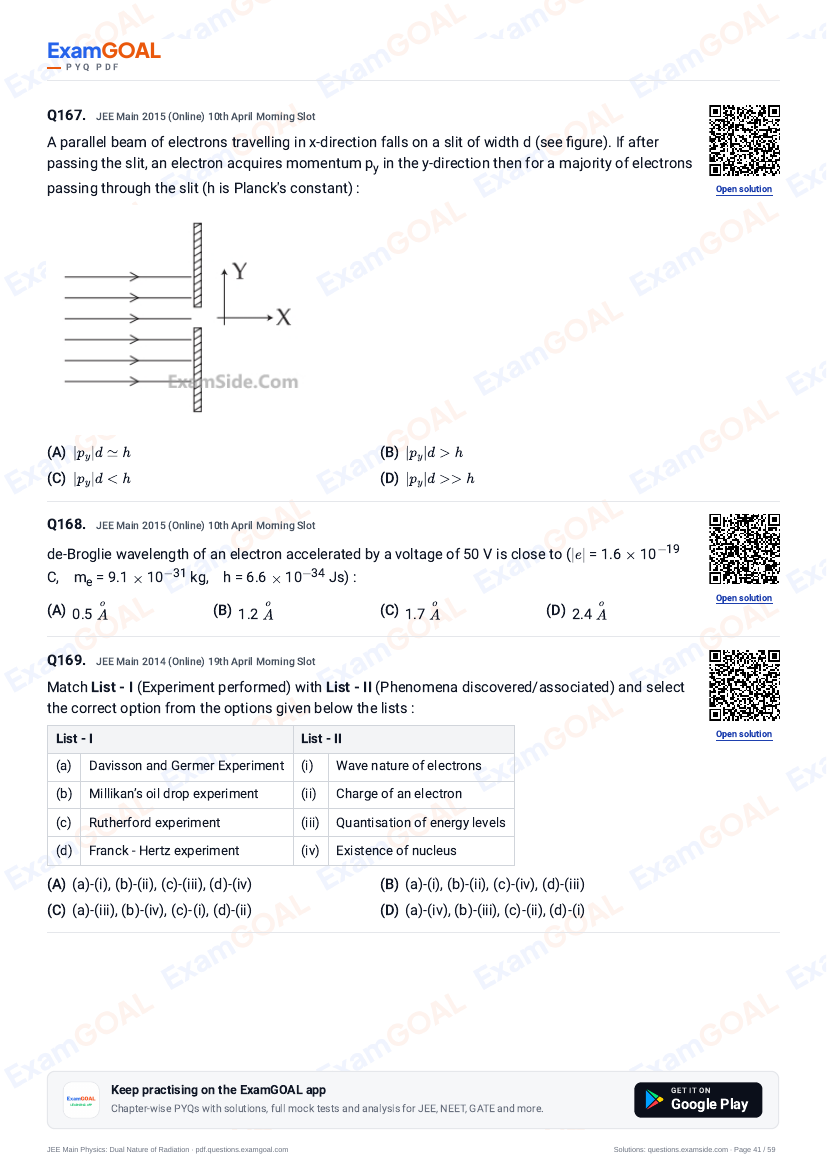 ExamGOAL
PYQ PDF
Q167. JEE Main 2015 (Online) 10th April Morning Slot
A parallel beam of electrons travelling in x-direction falls on a slit of width d (see figure). If after
passing the slit, an electron acquires momentum p_y in the y-direction then for a majority of electrons
passing through the slit (h is Planck's constant) :
Open solution
Y
X
ExamSide.Com
(A) |p_y|d ≃ h (B) |p_y|d > h
(C) |p_y|d < h (D) |p_y|d >> h
Q168. JEE Main 2015 (Online) 10th April Morning Slot
de-Broglie wavelength of an electron accelerated by a voltage of 50 V is close to (|e| = 1.6 × 10^−19
C, m_e = 9.1 × 10^−31 kg, h = 6.6 × 10^−34 Js) :
Open solution
(A) 0.5 Å (B) 1.2 Å (C) 1.7 Å (D) 2.4 Å
Q169. JEE Main 2014 (Online) 19th April Morning Slot
Match List - I (Experiment performed) with List - II (Phenomena discovered/associated) and select
the correct option from the options given below the lists :
Open solution
List - I List - II
(a) Davisson and Germer Experiment (i) Wave nature of electrons
(b) Millikan's oil drop experiment (ii) Charge of an electron
(c) Rutherford experiment (iii) Quantisation of energy levels
(d) Franck - Hertz experiment (iv) Existence of nucleus
(A) (a)-(i), (b)-(ii), (c)-(iii), (d)-(iv) (B) (a)-(i), (b)-(ii), (c)-(iv), (d)-(iii)
(C) (a)-(iii), (b)-(iv), (c)-(i), (d)-(ii) (D) (a)-(iv), (b)-(iii), (c)-(ii), (d)-(i)
ExamGOAL
Keep practising on the ExamGOAL app
Chapter-wise PYQs with solutions, full mock tests and analysis for JEE, NEET, GATE and more.
GET IT ON
Google Play
JEE Main Physics: Dual Nature of Radiation · pdf.questions.examgoal.com Solutions: questions.examside.com · Page 41 / 59